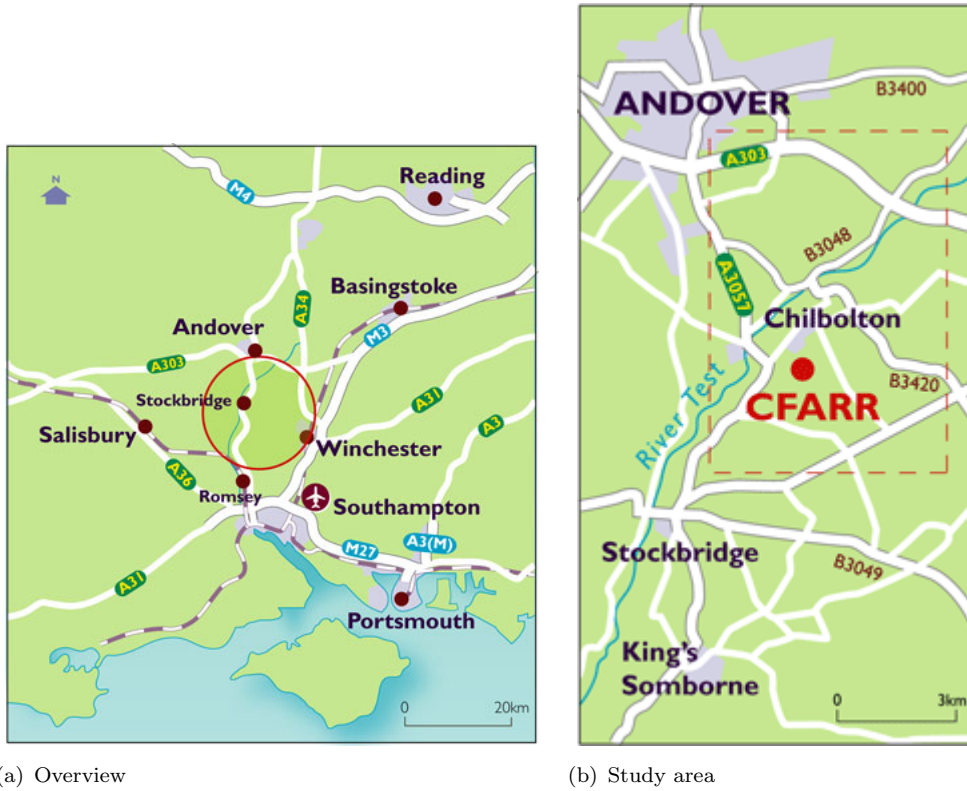 N
M4
Reading
A34
Basingstoke
M3
Andover
A303
Stockbridge
A31
A3
Salisbury
Winchester
A36
Romsey
Southampton
M27
A3(M)
A31
Portsmouth
0 20km
(a) Overview
ANDOVER
B3400
A303
B3048
A3057
Chilbolton
River Test
B3420
CFARR
Stockbridge
B3049
King's
Somborne
0 3km
(b) Study area